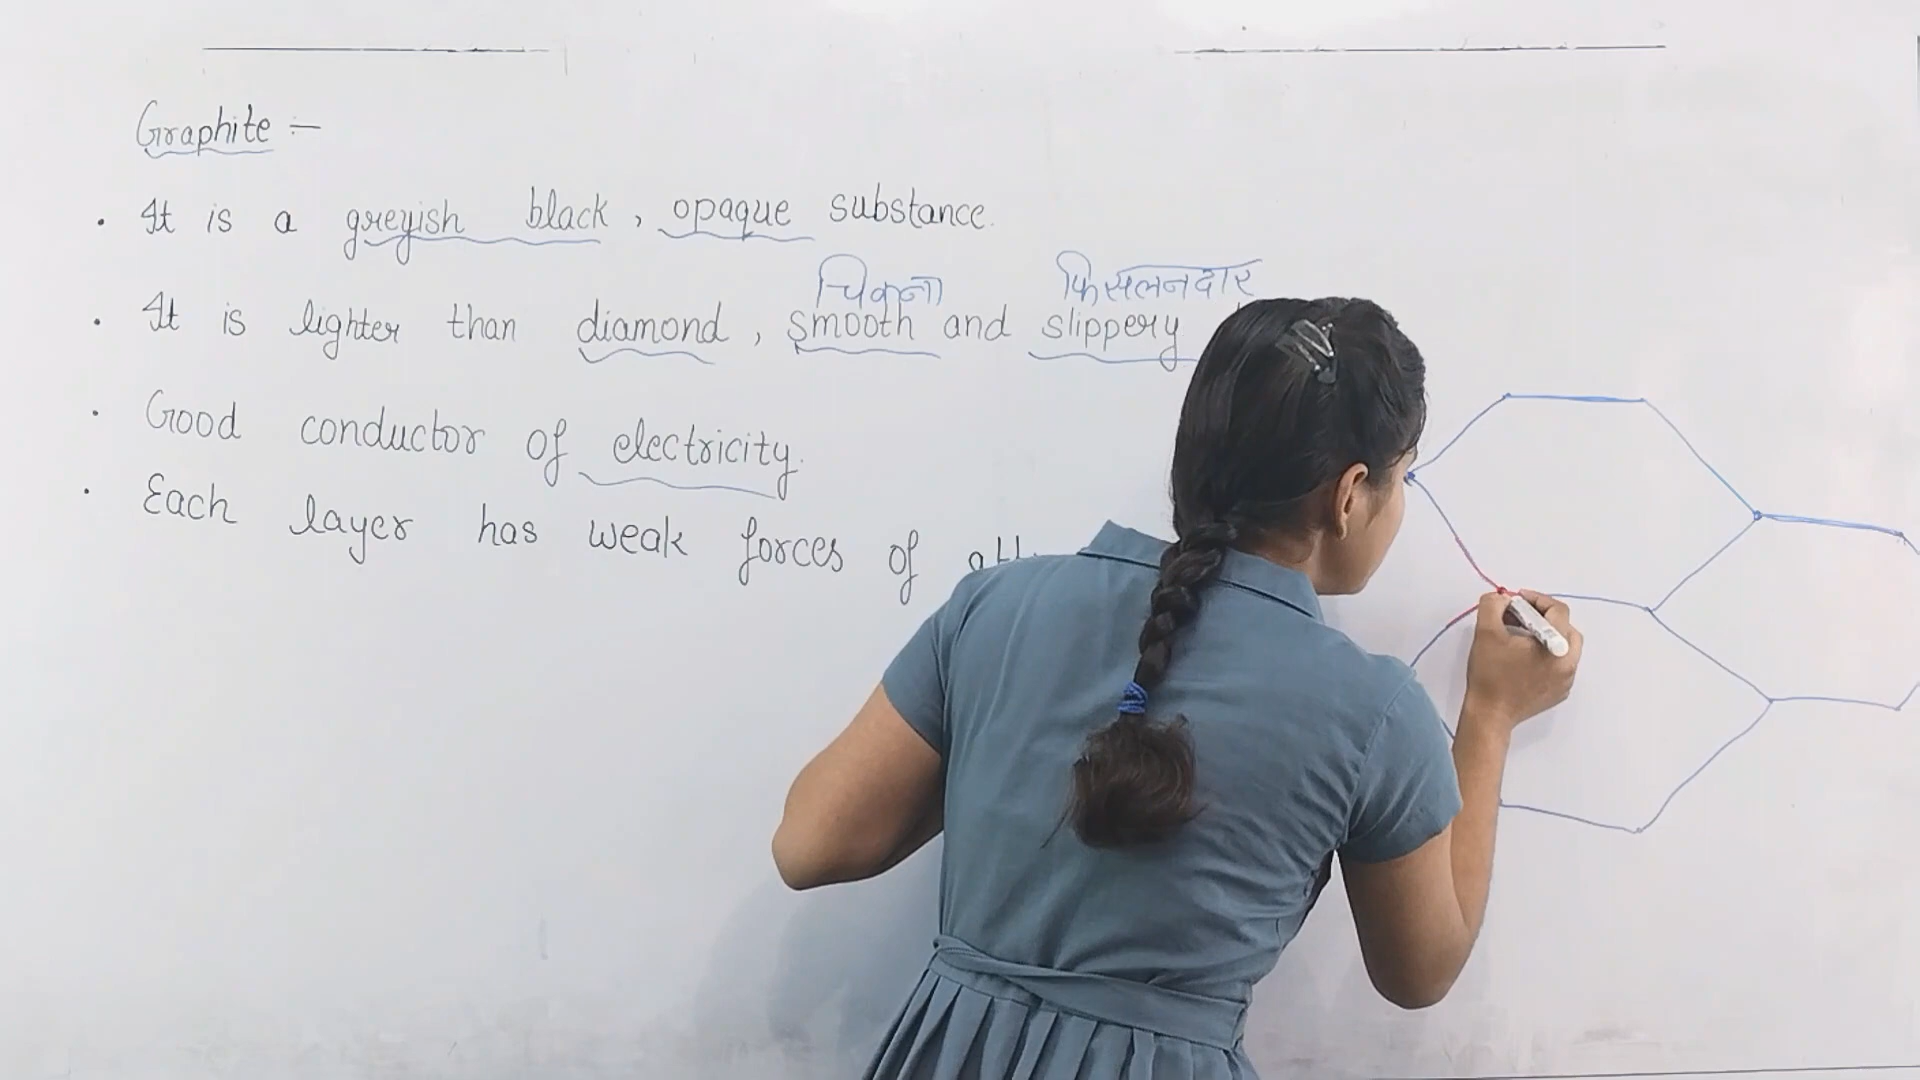 Graphite :-
• It is a greyish black, opaque substance.
चिकना फिसलनदार
• It is lighter than diamond, smooth and slippery
• Good conductor of electricity.
• Each layer has weak forces of